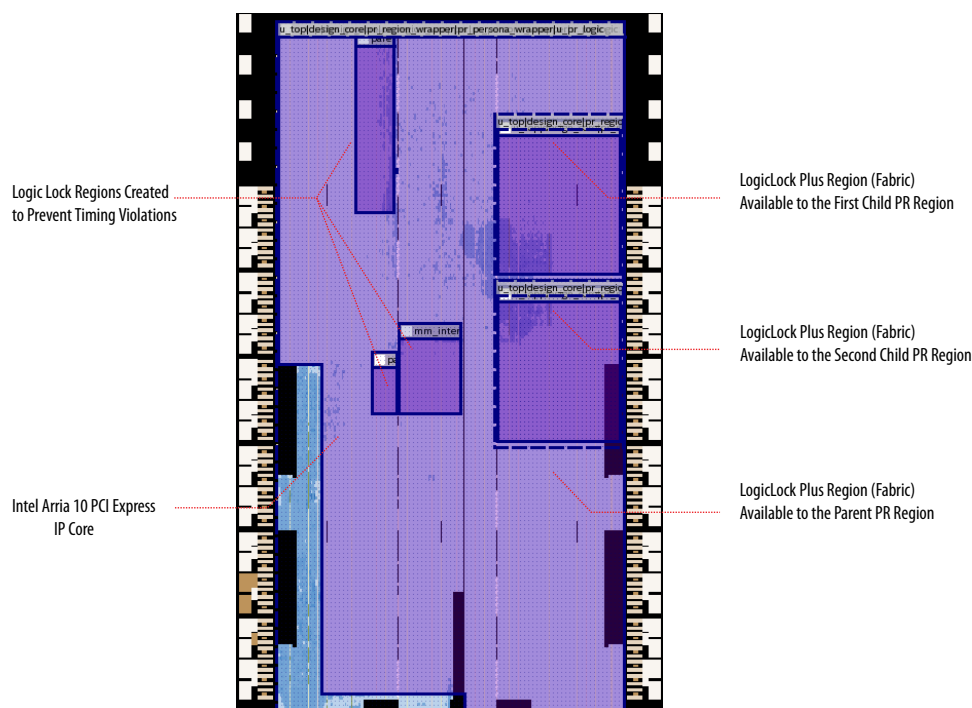 u_top|design_core|pr_region_wrapper|pr_persona_wrapper|u_pr_logic
pare
u_top|design_core|pr_regio
Logic Lock Regions Created
to Prevent Timing Violations
LogicLock Plus Region (Fabric)
Available to the First Child PR Region
u_top|design_core|pr_regio
mm_inter
pa
LogicLock Plus Region (Fabric)
Available to the Second Child PR Region
Intel Arria 10 PCI Express
IP Core
LogicLock Plus Region (Fabric)
Available to the Parent PR Region